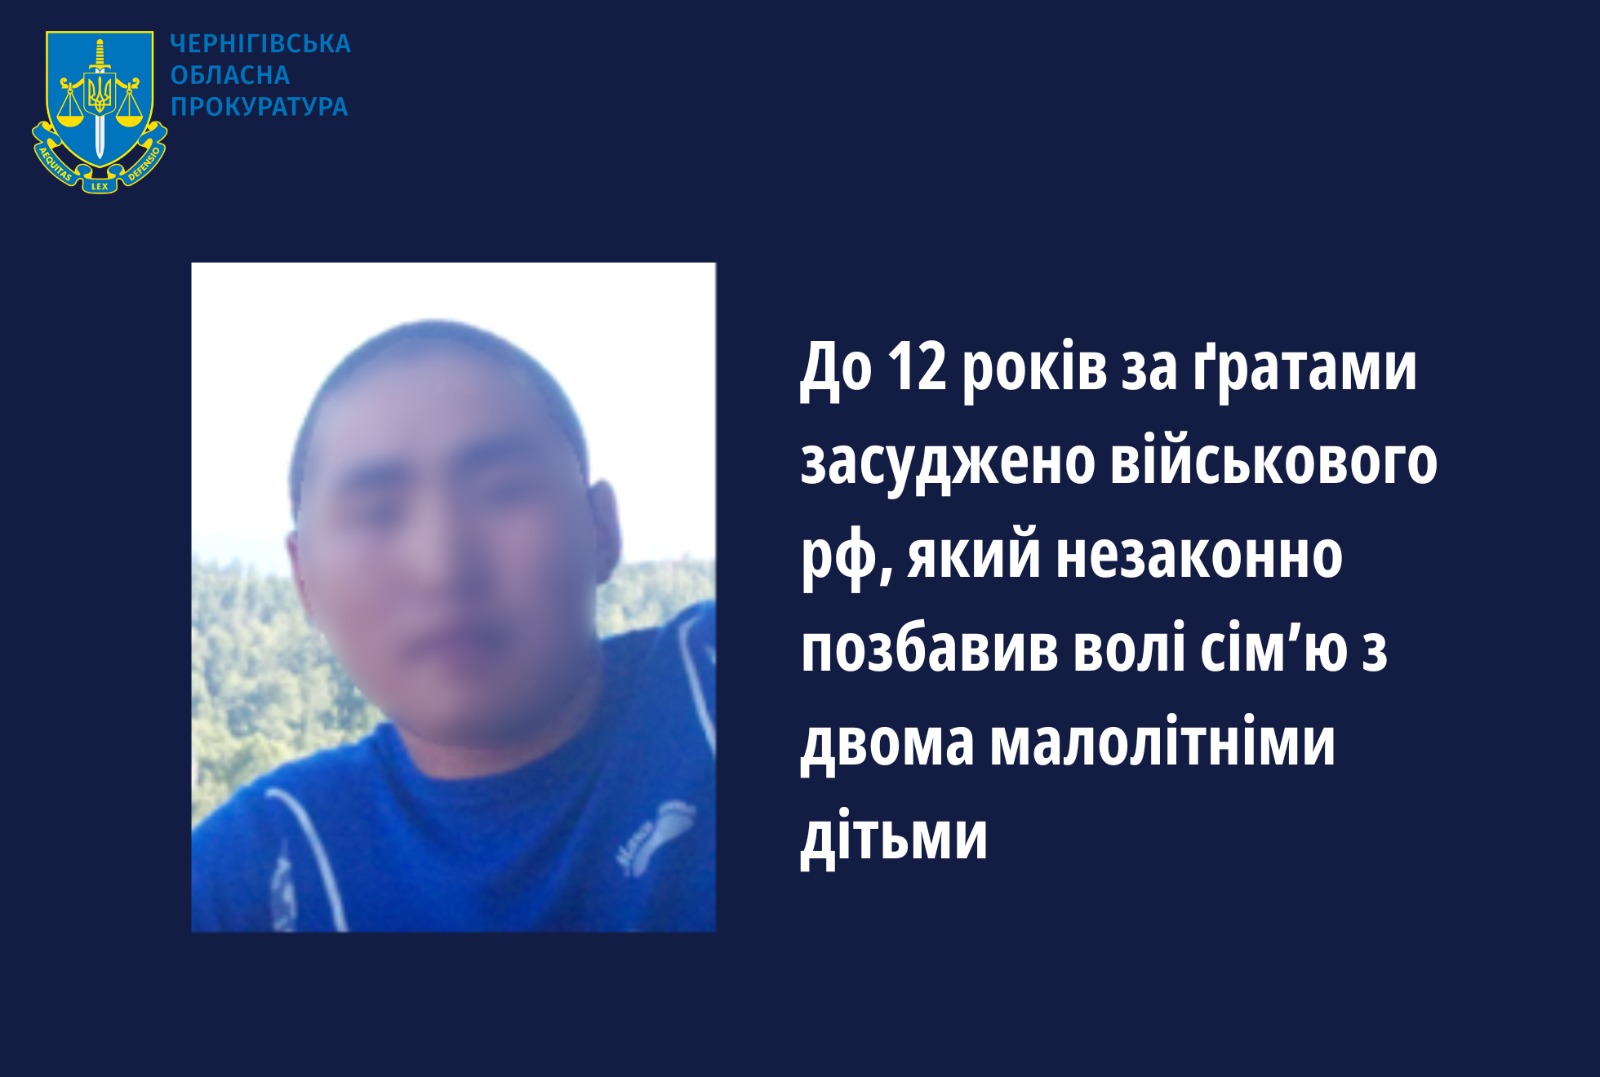 ЧЕРНІГІВСЬКА
ОБЛАСНА
ПРОКУРАТУРА
AEQUITAS
LEX
DEFENSIO
До 12 років за ґратами
засуджено військового
рф, який незаконно
позбавив волі сім’ю з
двома малолітніми
дітьми